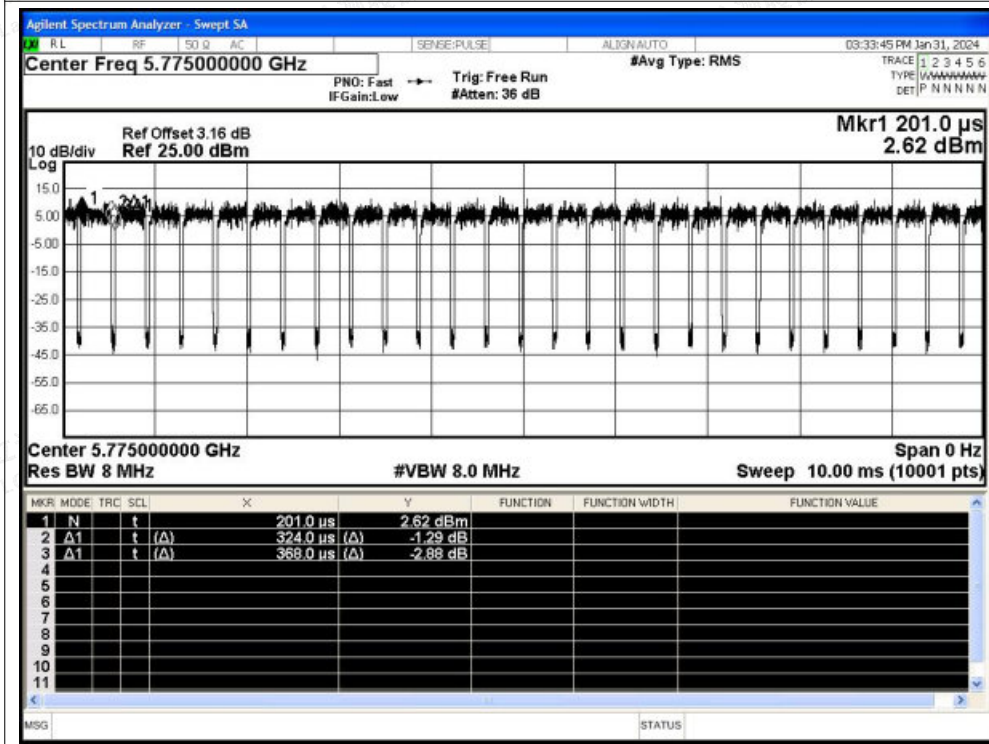 Agilent Spectrum Analyzer - Swept SA
LXI RL RF 50 Ω AC SENSE:PULSE ALIGN AUTO 03:33:45 PM Jan 31, 2024
Center Freq 5.775000000 GHz #Avg Type: RMS TRACE 1 2 3 4 5 6
PNO: Fast Trig: Free Run TYPE
IFGain:Low #Atten: 36 dB DET P N N N N N
Mkr1 201.0 µs
Ref Offset 3.16 dB
10 dB/div Ref 25.00 dBm 2.62 dBm
Log
15.0
1
2Δ1
5.00
-5.00
-15.0
-25.0
-35.0
-45.0
-55.0
-65.0
Center 5.775000000 GHz Span 0 Hz
Res BW 8 MHz #VBW 8.0 MHz Sweep 10.00 ms (10001 pts)
MKR MODE TRC SCL X Y FUNCTION FUNCTION WIDTH FUNCTION VALUE
1 N t 201.0 µs 2.62 dBm
2 Δ1 t (Δ) 324.0 µs (Δ) -1.29 dB
3 Δ1 t (Δ) 368.0 µs (Δ) -2.88 dB
4
5
6
7
8
9
10
11
MSG STATUS